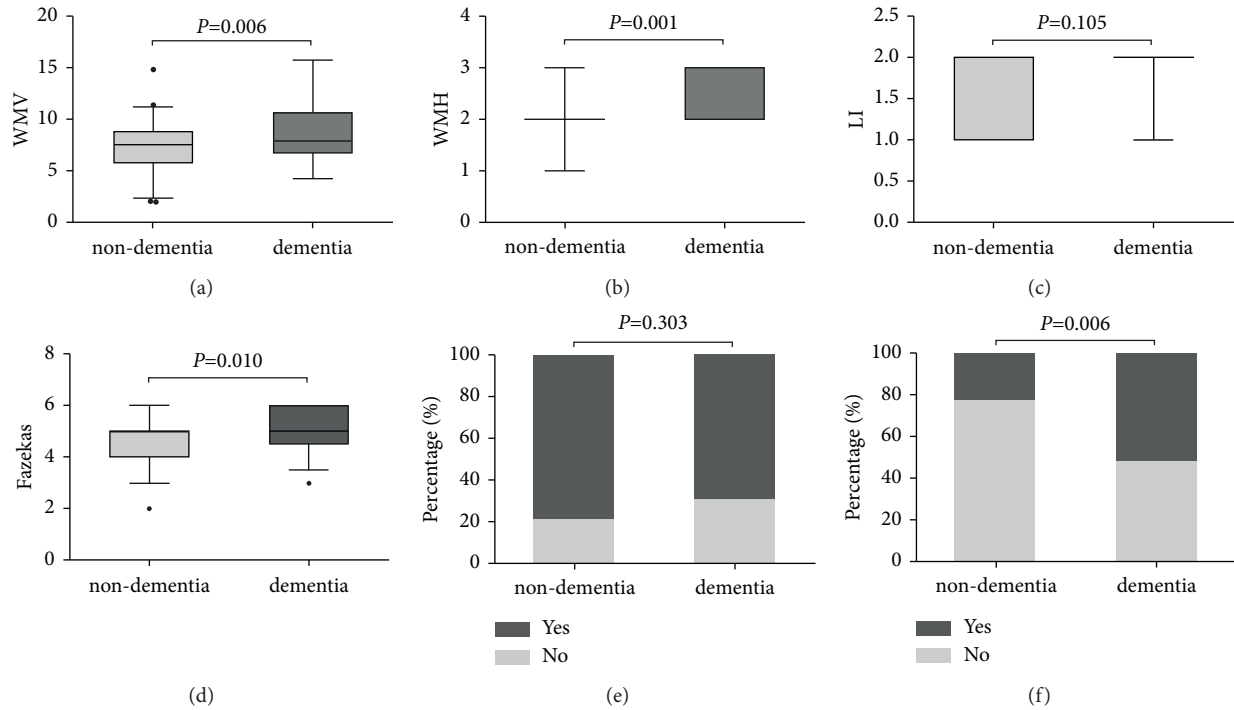 P=0.006
20
15
10
5
0
WMV
non-dementia dementia
(a)
P=0.001
4
3
2
1
0
WMH
non-dementia dementia
(b)
P=0.105
2.5
2.0
1.5
1.0
0.5
0.0
LI
non-dementia dementia
(c)
P=0.010
8
6
4
2
0
Fazekas
non-dementia dementia
(d)
P=0.303
100
80
60
40
20
0
Percentage (%)
non-dementia dementia
Yes
No
(e)
P=0.006
100
80
60
40
20
0
Percentage (%)
non-dementia dementia
Yes
No
(f)